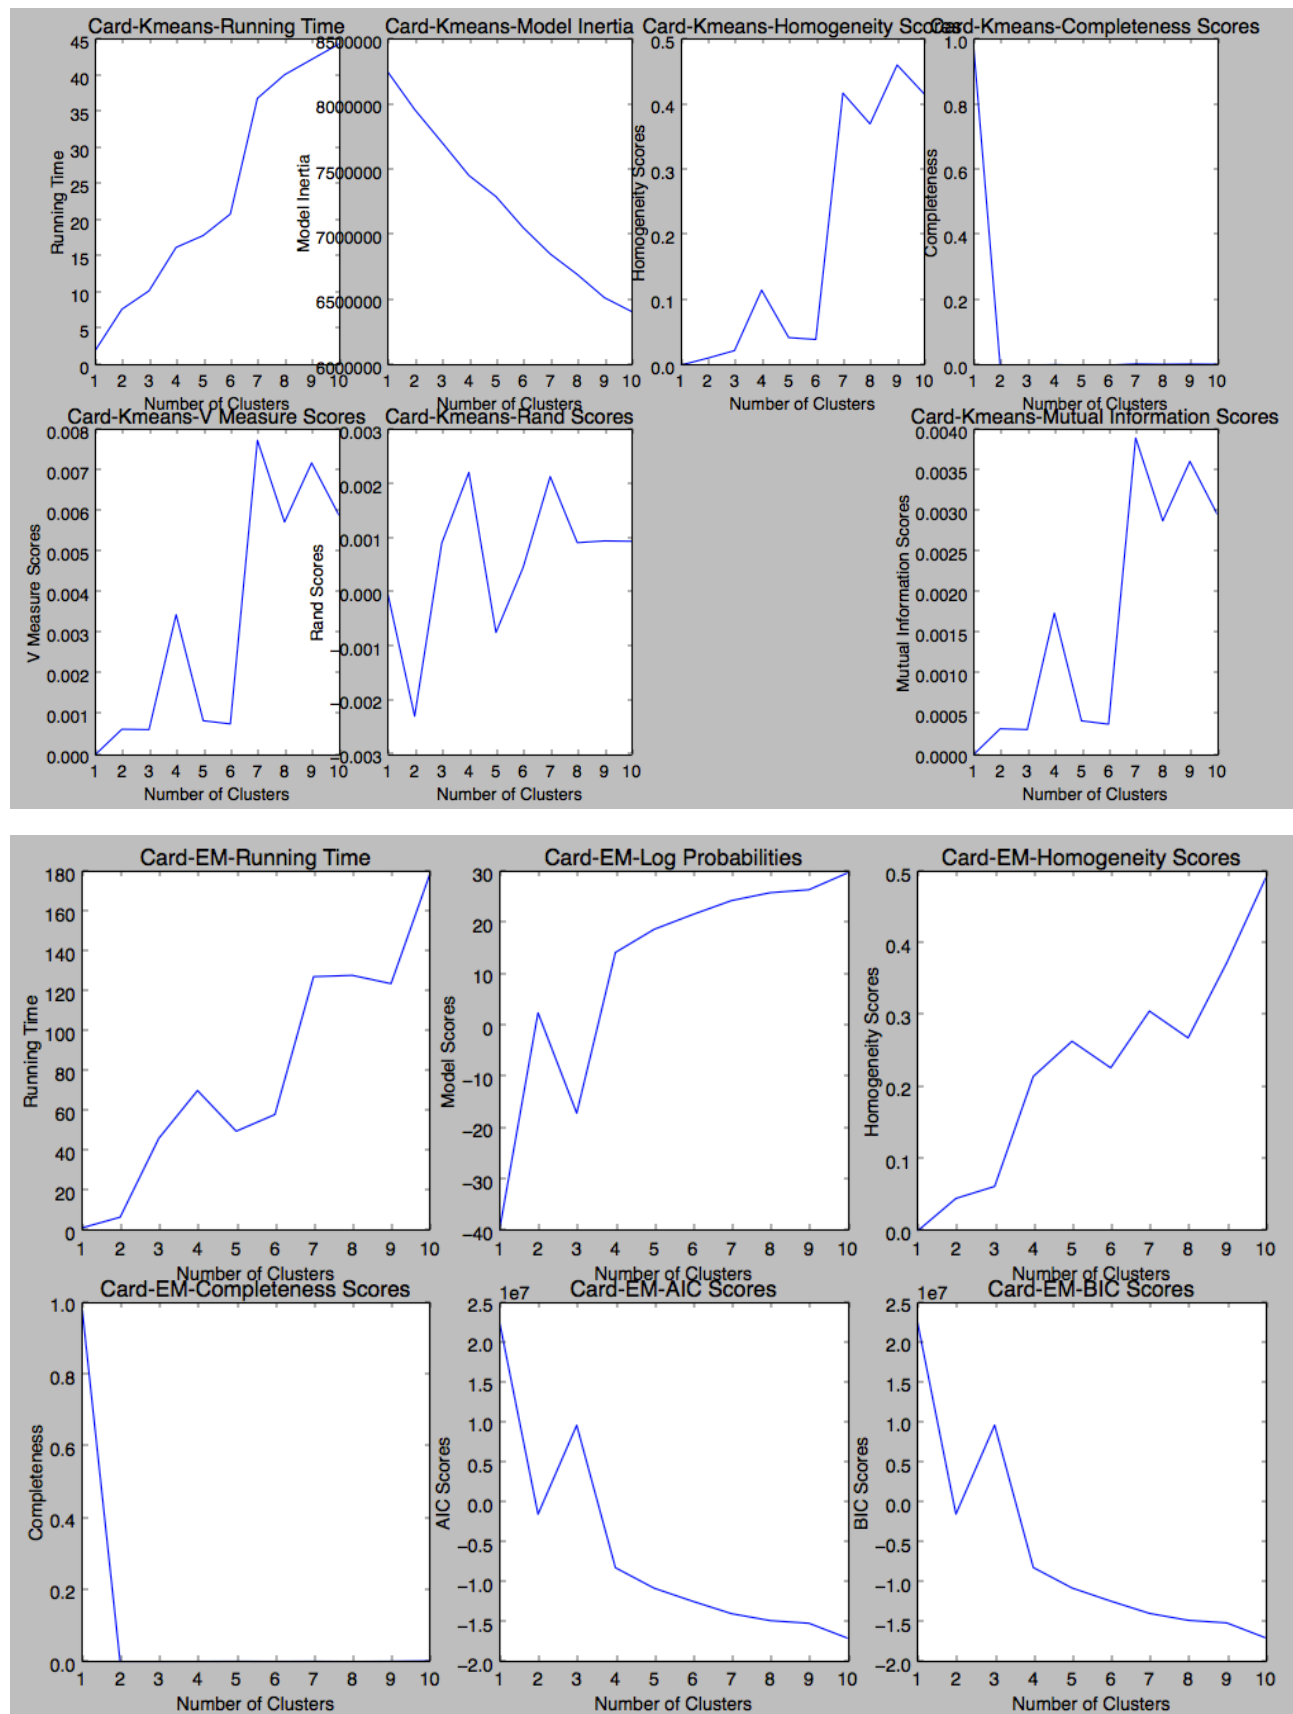 Card-Kmeans-Running Time
Card-Kmeans-Model Inertia
Card-Kmeans-Homogeneity Scores
Card-Kmeans-Completeness Scores
Running Time
45
40
35
30
25
20
15
10
5
0
1 2 3 4 5 6 7 8 9 10
Number of Clusters
Model Inertia
8500000
8000000
7500000
7000000
6500000
6000000
1 2 3 4 5 6 7 8 9 10
Number of Clusters
Homogeneity Scores
0.5
0.4
0.3
0.2
0.1
0.0
1 2 3 4 5 6 7 8 9 10
Number of Clusters
Completeness
1.0
0.8
0.6
0.4
0.2
0.0
1 2 3 4 5 6 7 8 9 10
Number of Clusters
Card-Kmeans-V Measure Scores
Card-Kmeans-Rand Scores
Card-Kmeans-Mutual Information Scores
V Measure Scores
0.008
0.007
0.006
0.005
0.004
0.003
0.002
0.001
0.000
1 2 3 4 5 6 7 8 9 10
Number of Clusters
Rand Scores
0.003
0.002
0.001
0.000
−0.001
−0.002
−0.003
1 2 3 4 5 6 7 8 9 10
Number of Clusters
Mutual Information Scores
0.0040
0.0035
0.0030
0.0025
0.0020
0.0015
0.0010
0.0005
0.0000
1 2 3 4 5 6 7 8 9 10
Number of Clusters
Card-EM-Running Time
Card-EM-Log Probabilities
Card-EM-Homogeneity Scores
Running Time
180
160
140
120
100
80
60
40
20
0
1 2 3 4 5 6 7 8 9 10
Number of Clusters
Model Scores
30
20
10
0
−10
−20
−30
−40
1 2 3 4 5 6 7 8 9 10
Number of Clusters
Homogeneity Scores
0.5
0.4
0.3
0.2
0.1
0.0
1 2 3 4 5 6 7 8 9 10
Number of Clusters
Card-EM-Completeness Scores
Card-EM-AIC Scores
Card-EM-BIC Scores
Completeness
1.0
0.8
0.6
0.4
0.2
0.0
1 2 3 4 5 6 7 8 9 10
Number of Clusters
AIC Scores
1e7
2.5
2.0
1.5
1.0
0.5
0.0
−0.5
−1.0
−1.5
−2.0
1 2 3 4 5 6 7 8 9 10
Number of Clusters
BIC Scores
1e7
2.5
2.0
1.5
1.0
0.5
0.0
−0.5
−1.0
−1.5
−2.0
1 2 3 4 5 6 7 8 9 10
Number of Clusters